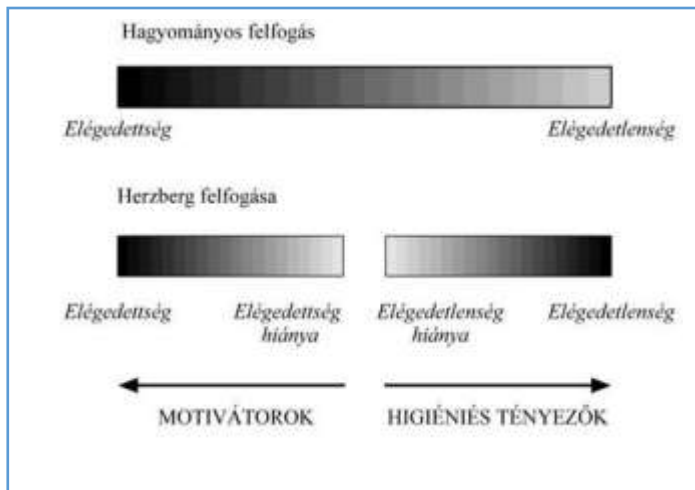 Hagyományos felfogás
Elégedettség Elégedetlenség
Herzberg felfogása
Elégedettség Elégedettség Elégedetlenség Elégedetlenség
hiánya hiánya
MOTIVÁTOROK HIGIÉNIÉS TÉNYEZŐK